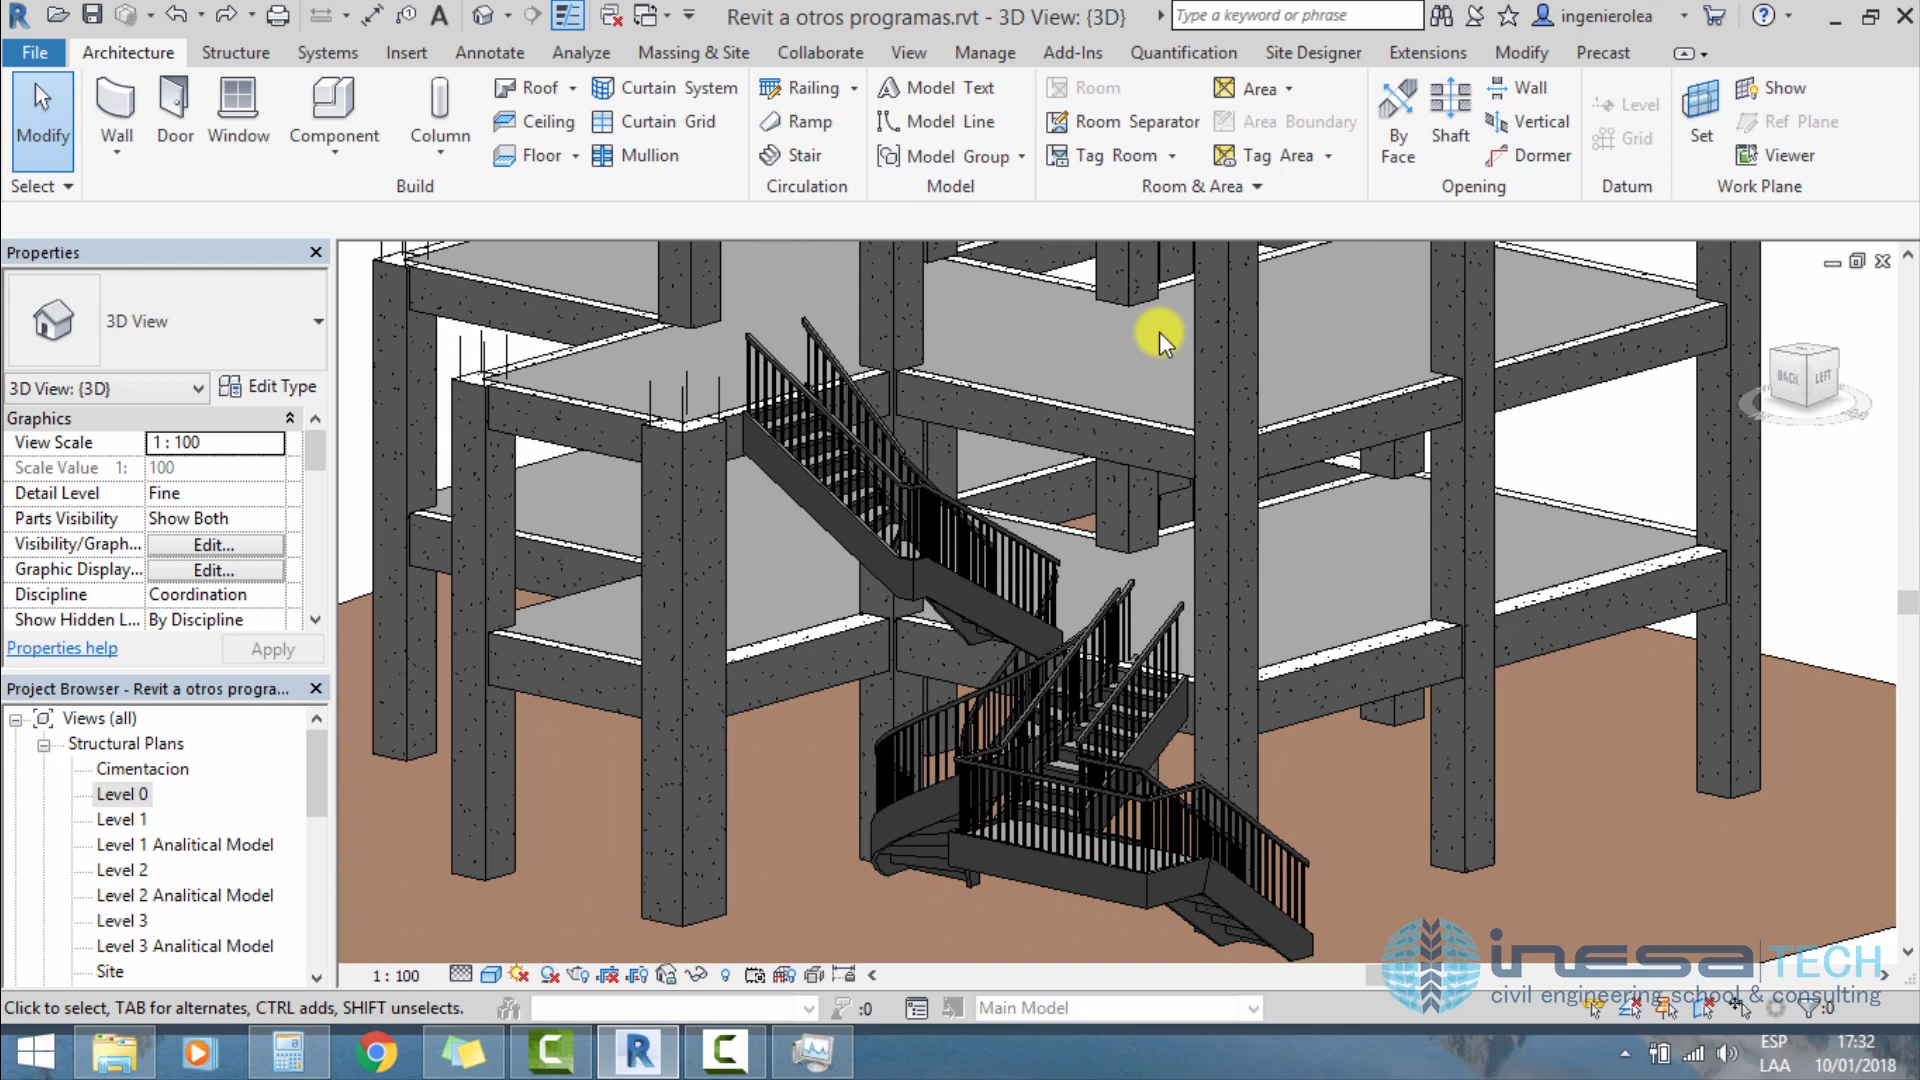 Revit a otros programas.rvt - 3D View: {3D}
Type a keyword or phrase
ingenierolea
File
Architecture
Structure
Systems
Insert
Annotate
Analyze
Massing & Site
Collaborate
View
Manage
Add-Ins
Quantification
Site Designer
Extensions
Modify
Precast
Modify
Wall
Door
Window
Component
Column
Roof
Ceiling
Floor
Curtain System
Curtain Grid
Mullion
Railing
Ramp
Stair
Model Text
Model Line
Model Group
Room
Room Separator
Tag Room
Area
Area Boundary
Tag Area
By
Face
Shaft
Wall
Vertical
Dormer
Level
Grid
Set
Show
Ref Plane
Viewer
Select
Build
Circulation
Model
Room & Area
Opening
Datum
Work Plane
Properties
3D View
3D View: {3D}
Edit Type
Graphics
View Scale
1 : 100
Scale Value 1:
100
Detail Level
Fine
Parts Visibility
Show Both
Visibility/Graph...
Edit...
Graphic Display...
Edit...
Discipline
Coordination
Show Hidden L...
By Discipline
Properties help
Apply
Project Browser - Revit a otros progra...
Views (all)
Structural Plans
Cimentacion
Level 0
Level 1
Level 1 Analitical Model
Level 2
Level 2 Analitical Model
Level 3
Level 3 Analitical Model
Site
BACK
LEFT
1 : 100
inesa TECH
civil engineering school & consulting
Click to select, TAB for alternates, CTRL adds, SHIFT unselects.
:0
Main Model
:0
ESP
LAA
17:32
10/01/2018